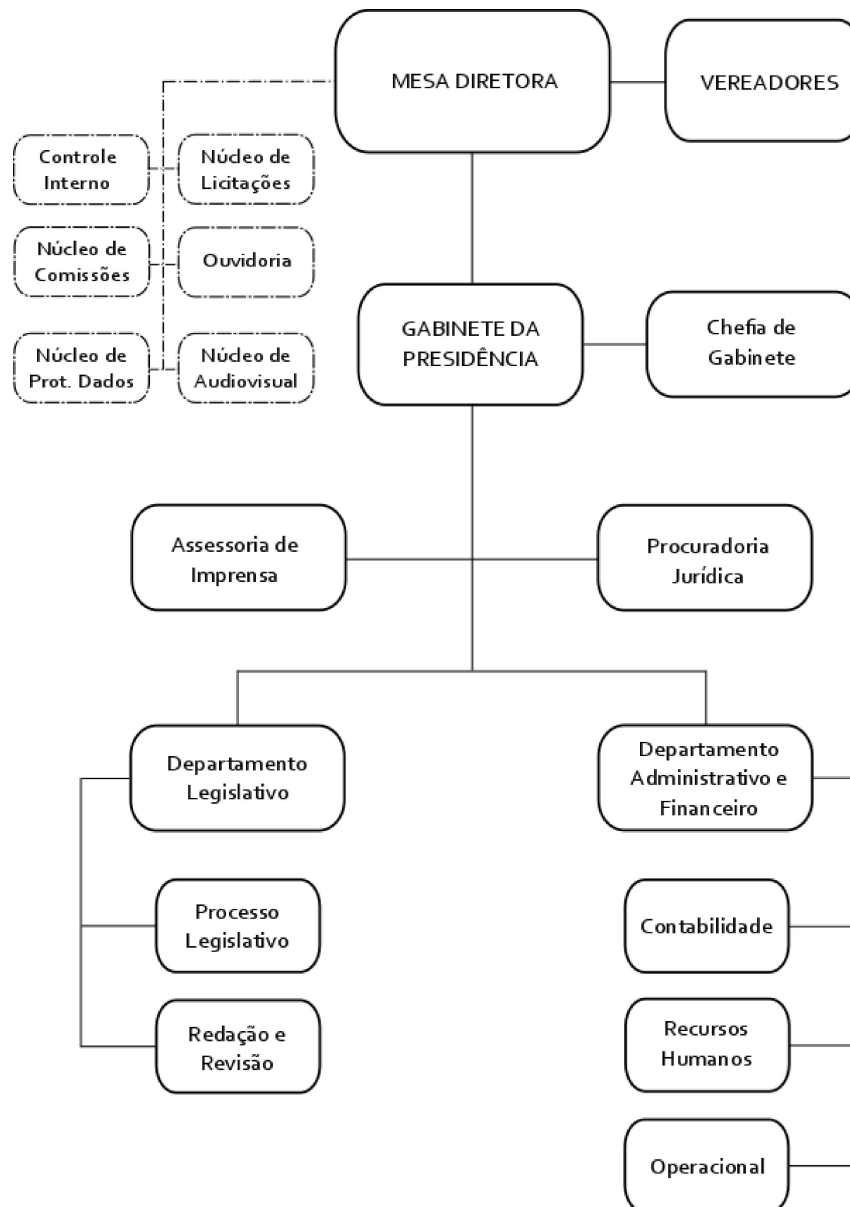 MESA DIRETORA
VEREADORES
Controle
Interno
Núcleo de
Licitações
Núcleo de
Comissões
Ouvidoria
Núcleo de
Prot. Dados
Núcleo de
Audiovisual
GABINETE DA
PRESIDÊNCIA
Chefia de
Gabinete
Assessoria de
Imprensa
Procuradoria
Jurídica
Departamento
Legislativo
Departamento
Administrativo e
Financeiro
Processo
Legislativo
Contabilidade
Redação e
Revisão
Recursos
Humanos
Operacional